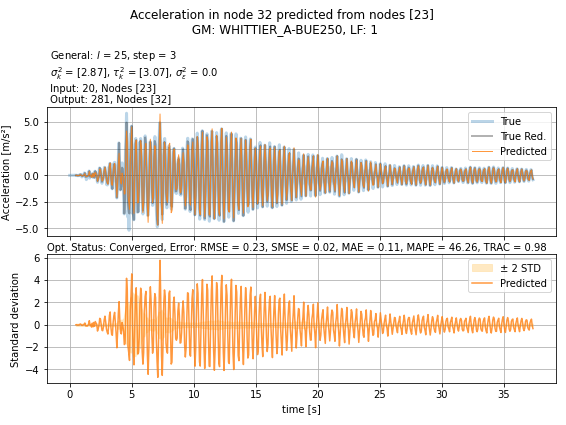 Acceleration in node 32 predicted from nodes [23]
GM: WHITTIER_A-BUE250, LF: 1
General: l = 25, step = 3
σ²ₖ = [2.87], τ²ₖ = [3.07], σ²ε = 0.0
Input: 20, Nodes [23]
Output: 281, Nodes [32]
Acceleration [m/s²]
5.0
2.5
0.0
−2.5
−5.0
True
True Red.
Predicted
Opt. Status: Converged, Error: RMSE = 0.23, SMSE = 0.02, MAE = 0.11, MAPE = 46.26, TRAC = 0.98
Standard deviation
6
4
2
0
−2
−4
± 2 STD
Predicted
0 5 10 15 20 25 30 35
time [s]